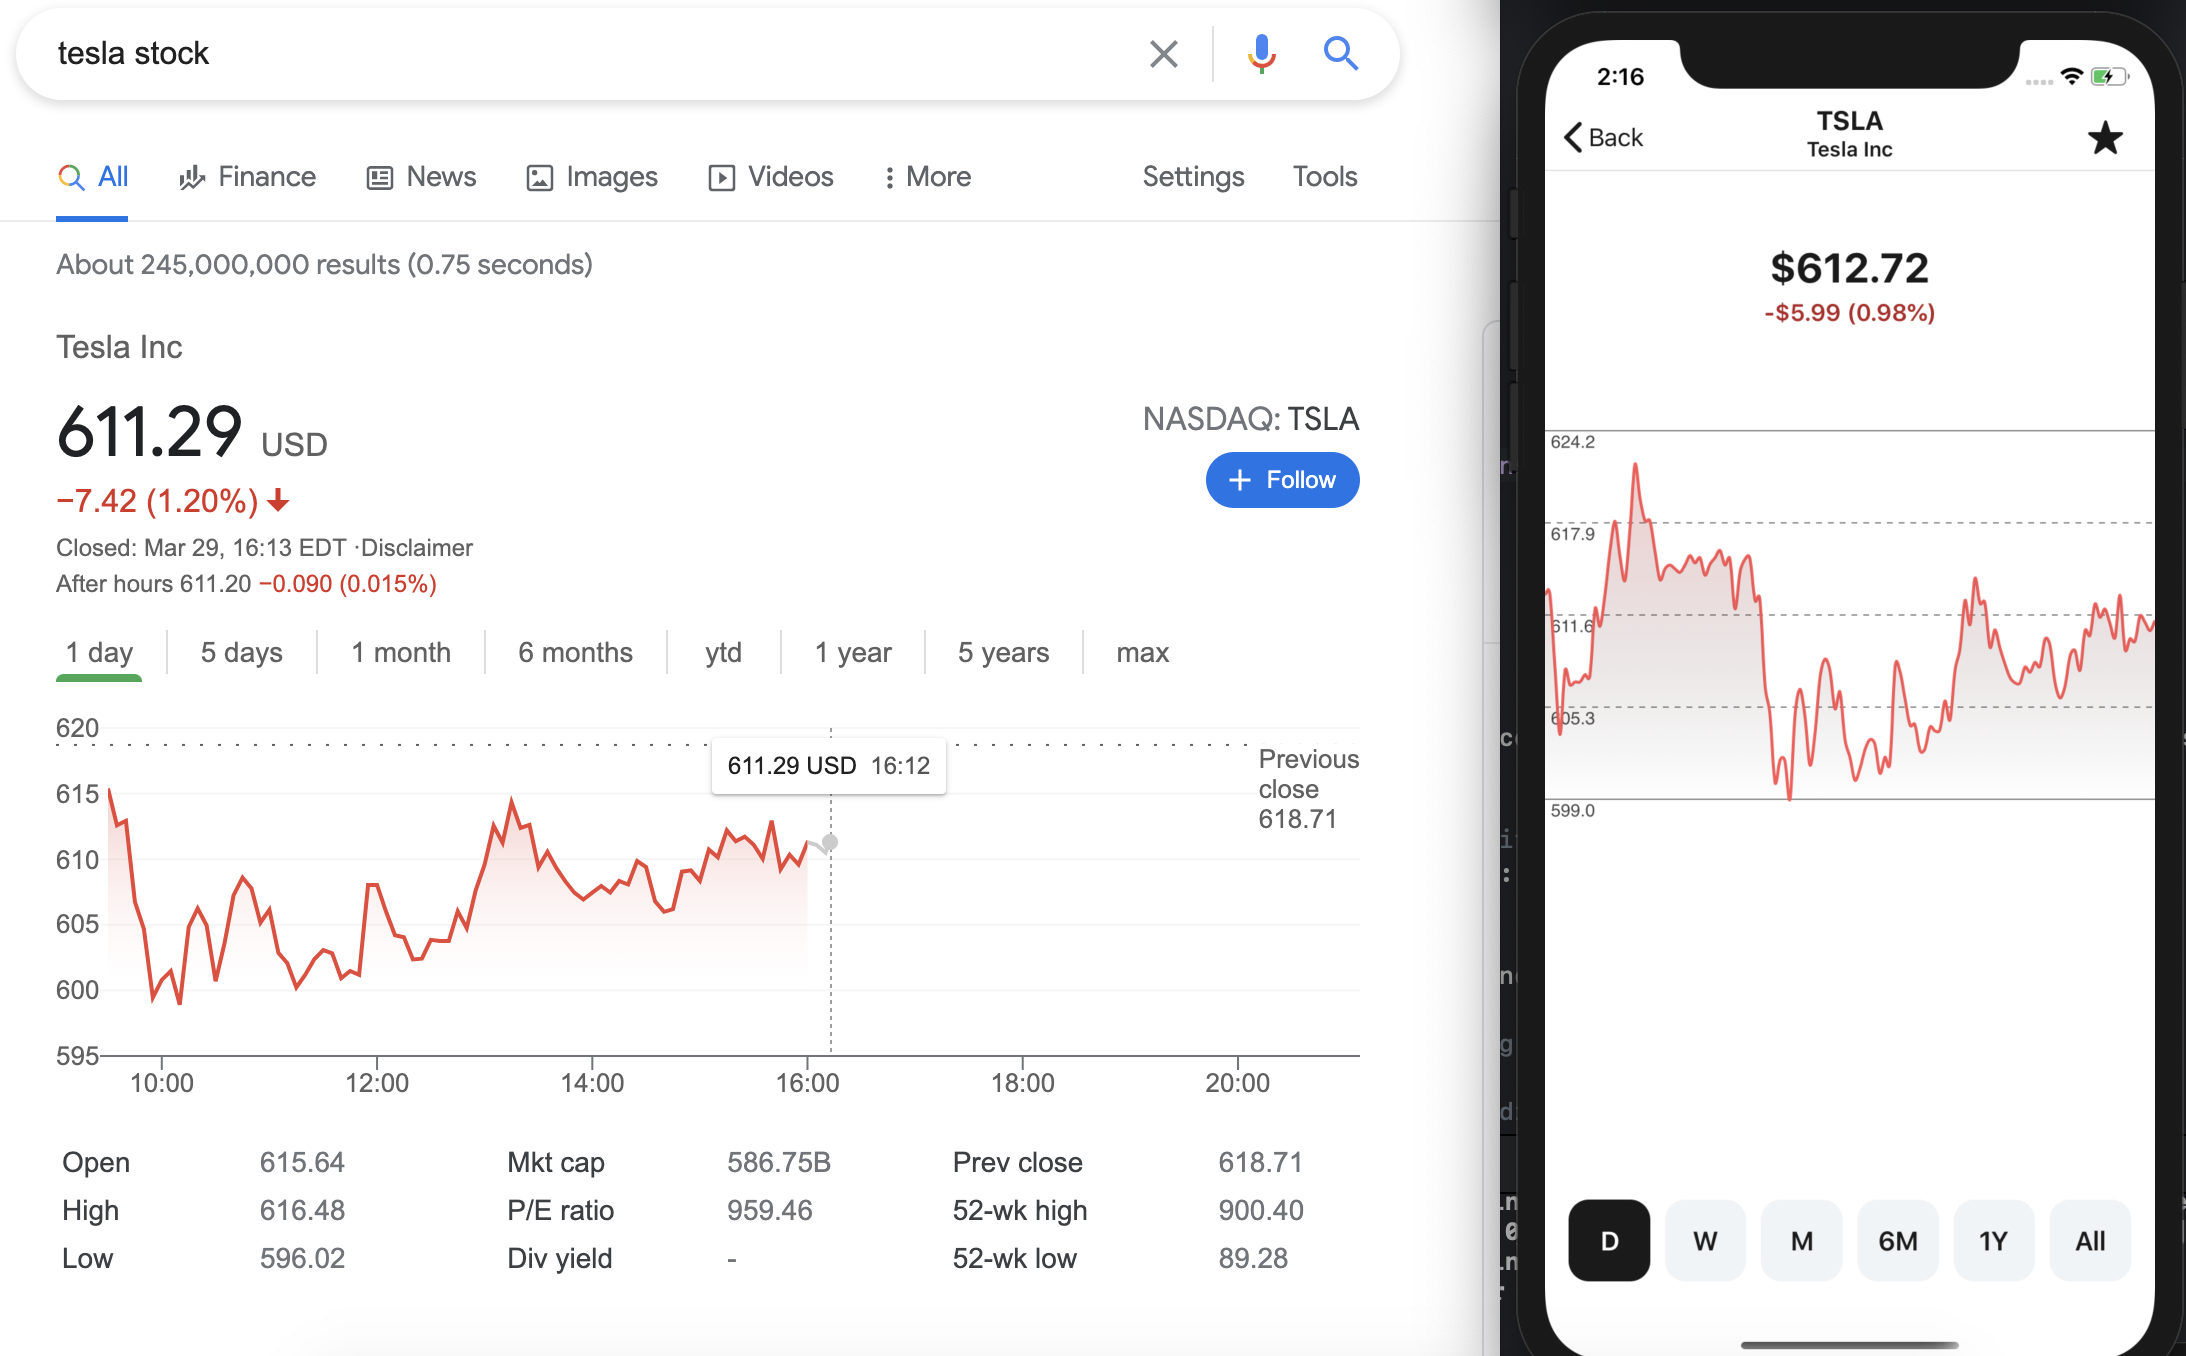 tesla stock
All
Finance
News
Images
Videos
More
Settings
Tools
About 245,000,000 results (0.75 seconds)
Tesla Inc
611.29 USD
NASDAQ: TSLA
+ Follow
−7.42 (1.20%)
Closed: Mar 29, 16:13 EDT ·Disclaimer
After hours 611.20 −0.090 (0.015%)
1 day
5 days
1 month
6 months
ytd
1 year
5 years
max
620
615
610
605
600
595
611.29 USD 16:12
Previous
close
618.71
10:00
12:00
14:00
16:00
18:00
20:00
Open 615.64
High 616.48
Low 596.02
Mkt cap 586.75B
P/E ratio 959.46
Div yield -
Prev close 618.71
52-wk high 900.40
52-wk low 89.28
2:16
Back
TSLA
Tesla Inc
$612.72
-$5.99 (0.98%)
624.2
617.9
611.6
605.3
599.0
D
W
M
6M
1Y
All